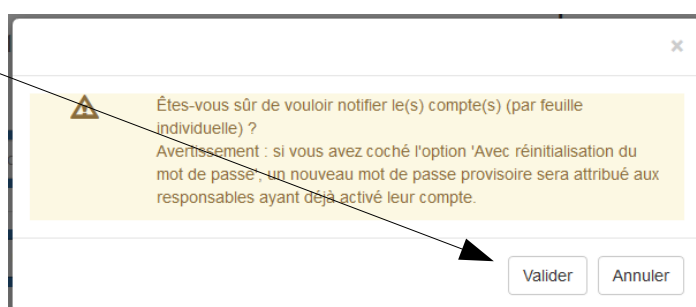 ×
Êtes-vous sûr de vouloir notifier le(s) compte(s) (par feuille
individuelle) ?
Avertissement : si vous avez coché l'option 'Avec réinitialisation du
mot de passe', un nouveau mot de passe provisoire sera attribué aux
responsables ayant déjà activé leur compte.
Valider Annuler